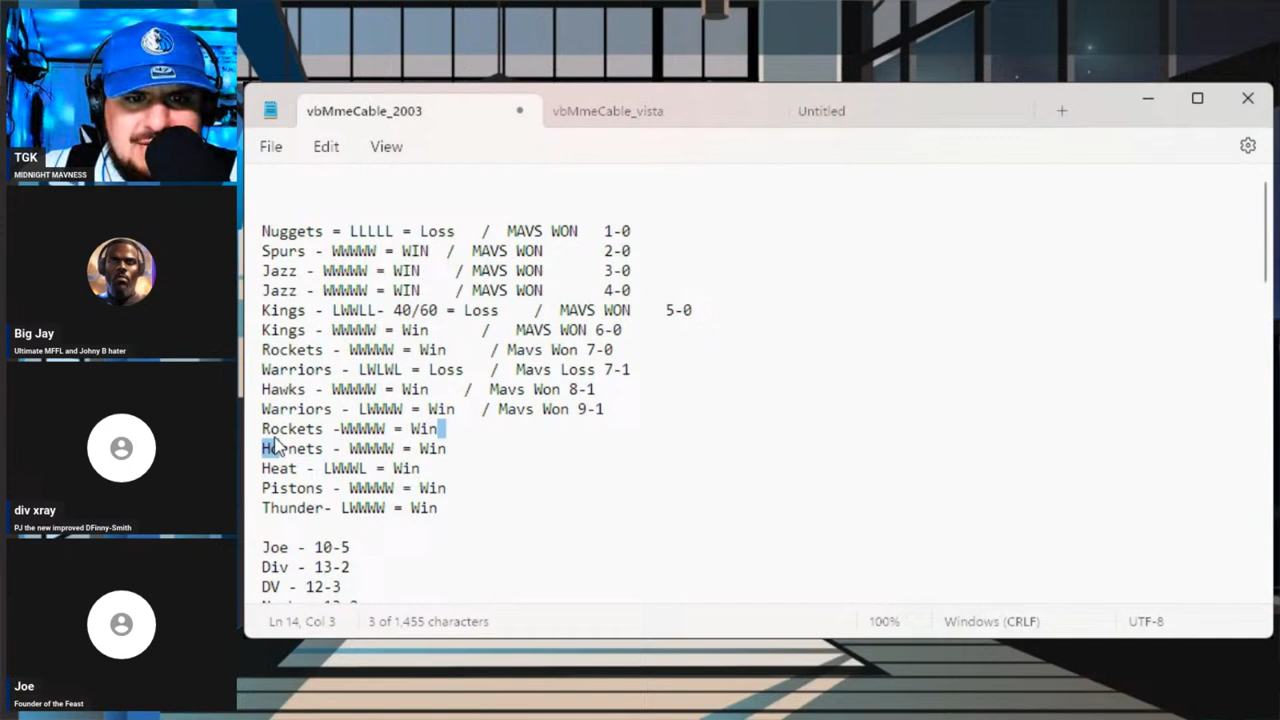 TGK
MIDNIGHT MAVNESS
Big Jay
Ultimate MFFL and Johny B hater
div xray
PJ the new improved DFinny-Smith
Joe
Founder of the Feast
vbMmeCable_2003
vbMmeCable_vista
Untitled
File Edit View
Nuggets = LLLLL = Loss / MAVS WON 1-0
Spurs - WWWWW = WIN / MAVS WON 2-0
Jazz - WWWWW = WIN / MAVS WON 3-0
Jazz - WWWWW = WIN / MAVS WON 4-0
Kings - LWWLL- 40/60 = Loss / MAVS WON 5-0
Kings - WWWWW = Win / MAVS WON 6-0
Rockets - WWWWW = Win / Mavs Won 7-0
Warriors - LWLWL = Loss / Mavs Loss 7-1
Hawks - WWWWW = Win / Mavs Won 8-1
Warriors - LWWWW = Win / Mavs Won 9-1
Rockets -WWWWW = Win
Hornets - WWWWW = Win
Heat - LWWWL = Win
Pistons - WWWWW = Win
Thunder- LWWWW = Win
Joe - 10-5
Div - 13-2
DV - 12-3
Ln 14, Col 3 3 of 1,455 characters 100% Windows (CRLF) UTF-8